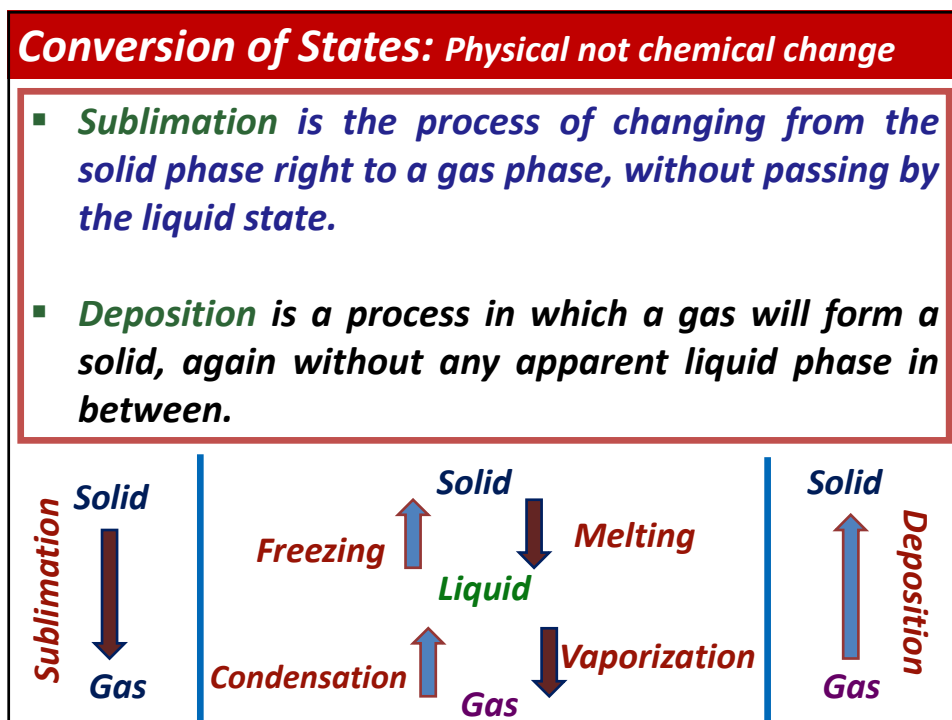 Conversion of States: Physical not chemical change
▪ Sublimation is the process of changing from the
solid phase right to a gas phase, without passing by
the liquid state.
▪ Deposition is a process in which a gas will form a
solid, again without any apparent liquid phase in
between.
Sublimation
Solid
Gas
Solid
Freezing
Melting
Liquid
Condensation
Vaporization
Gas
Solid
Deposition
Gas